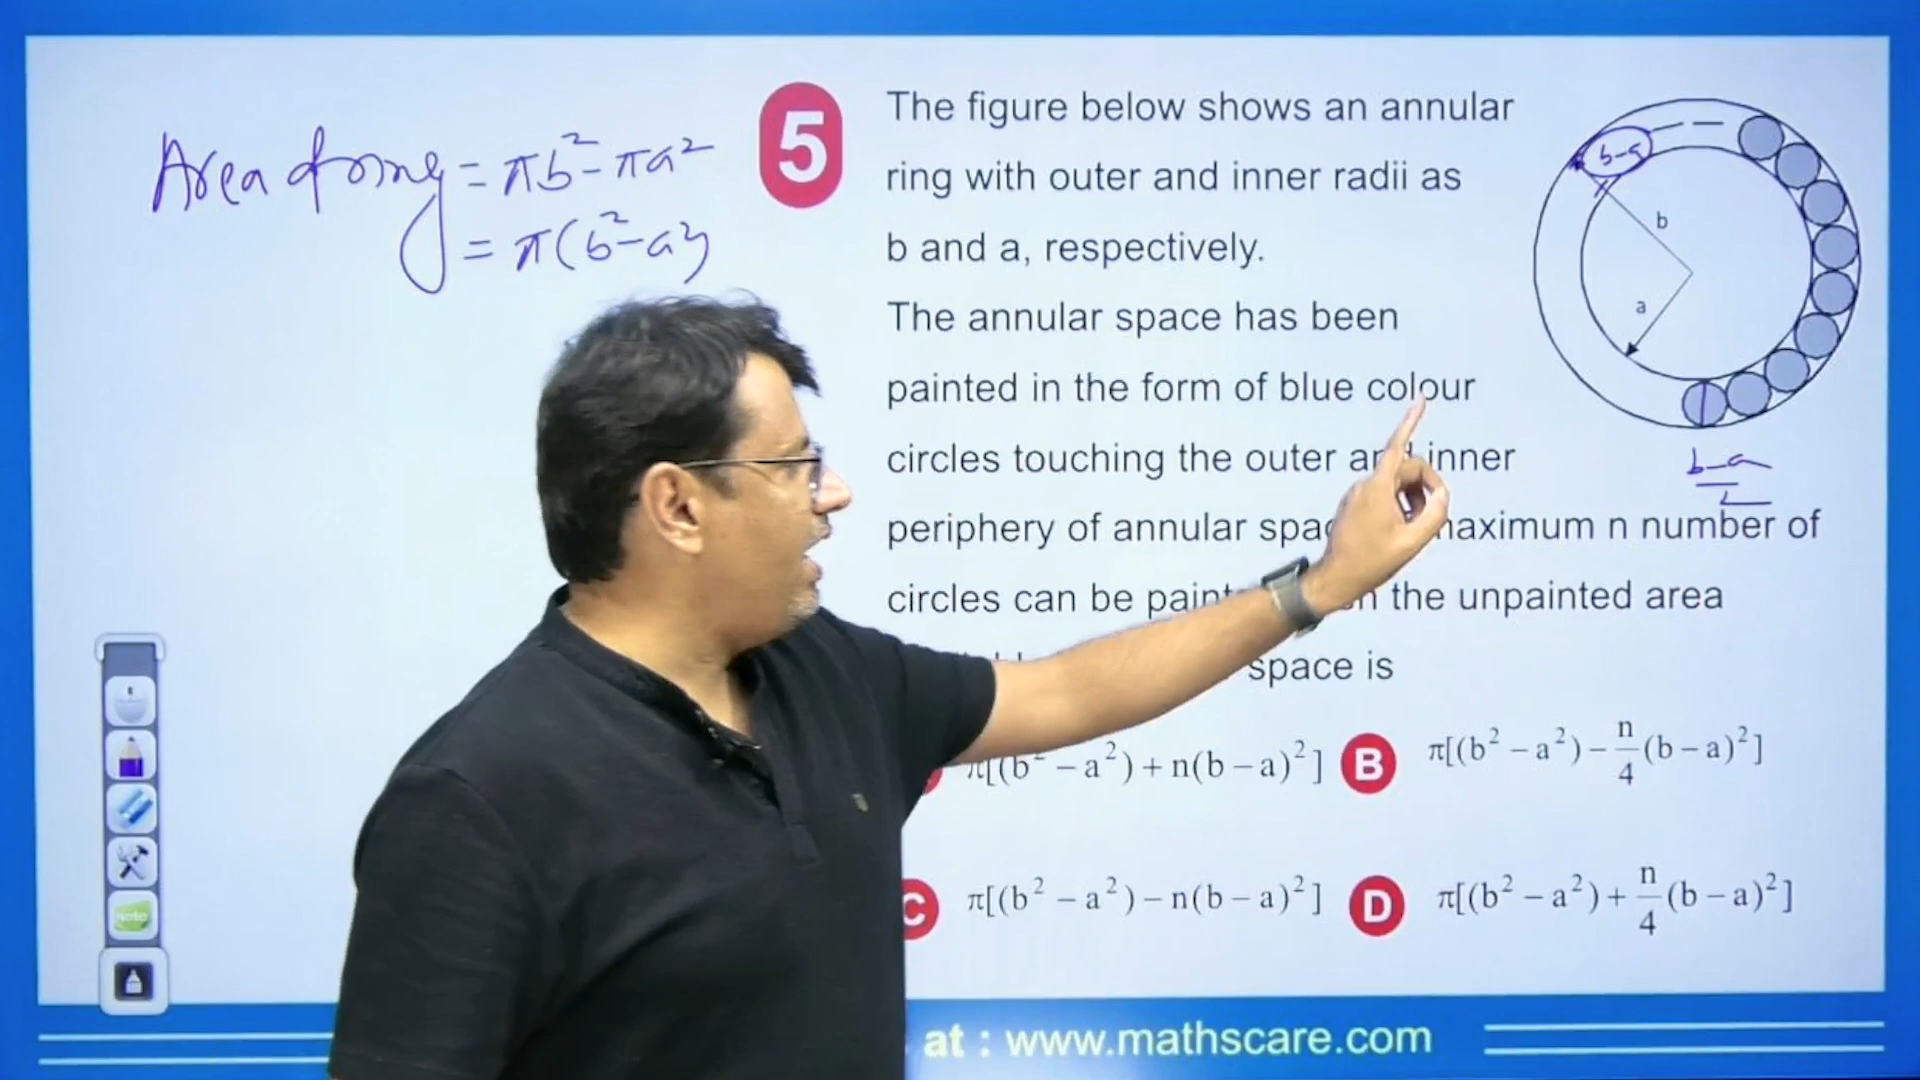 Area of ring = πb² − πa²
= π(b² − a²)
5
The figure below shows an annular
ring with outer and inner radii as
b and a, respectively.
The annular space has been
painted in the form of blue colour
circles touching the outer and inner
periphery of annular maximum n number of
circles can be the unpainted area
space is
π[(b² − a²) + n(b − a)²]
B π[(b² − a²) − n/4 (b − a)²]
C π[(b² − a²) − n(b − a)²]
D π[(b² − a²) + n/4 (b − a)²]
b-a
b
a
b-a
2
note
at : www.mathscare.com